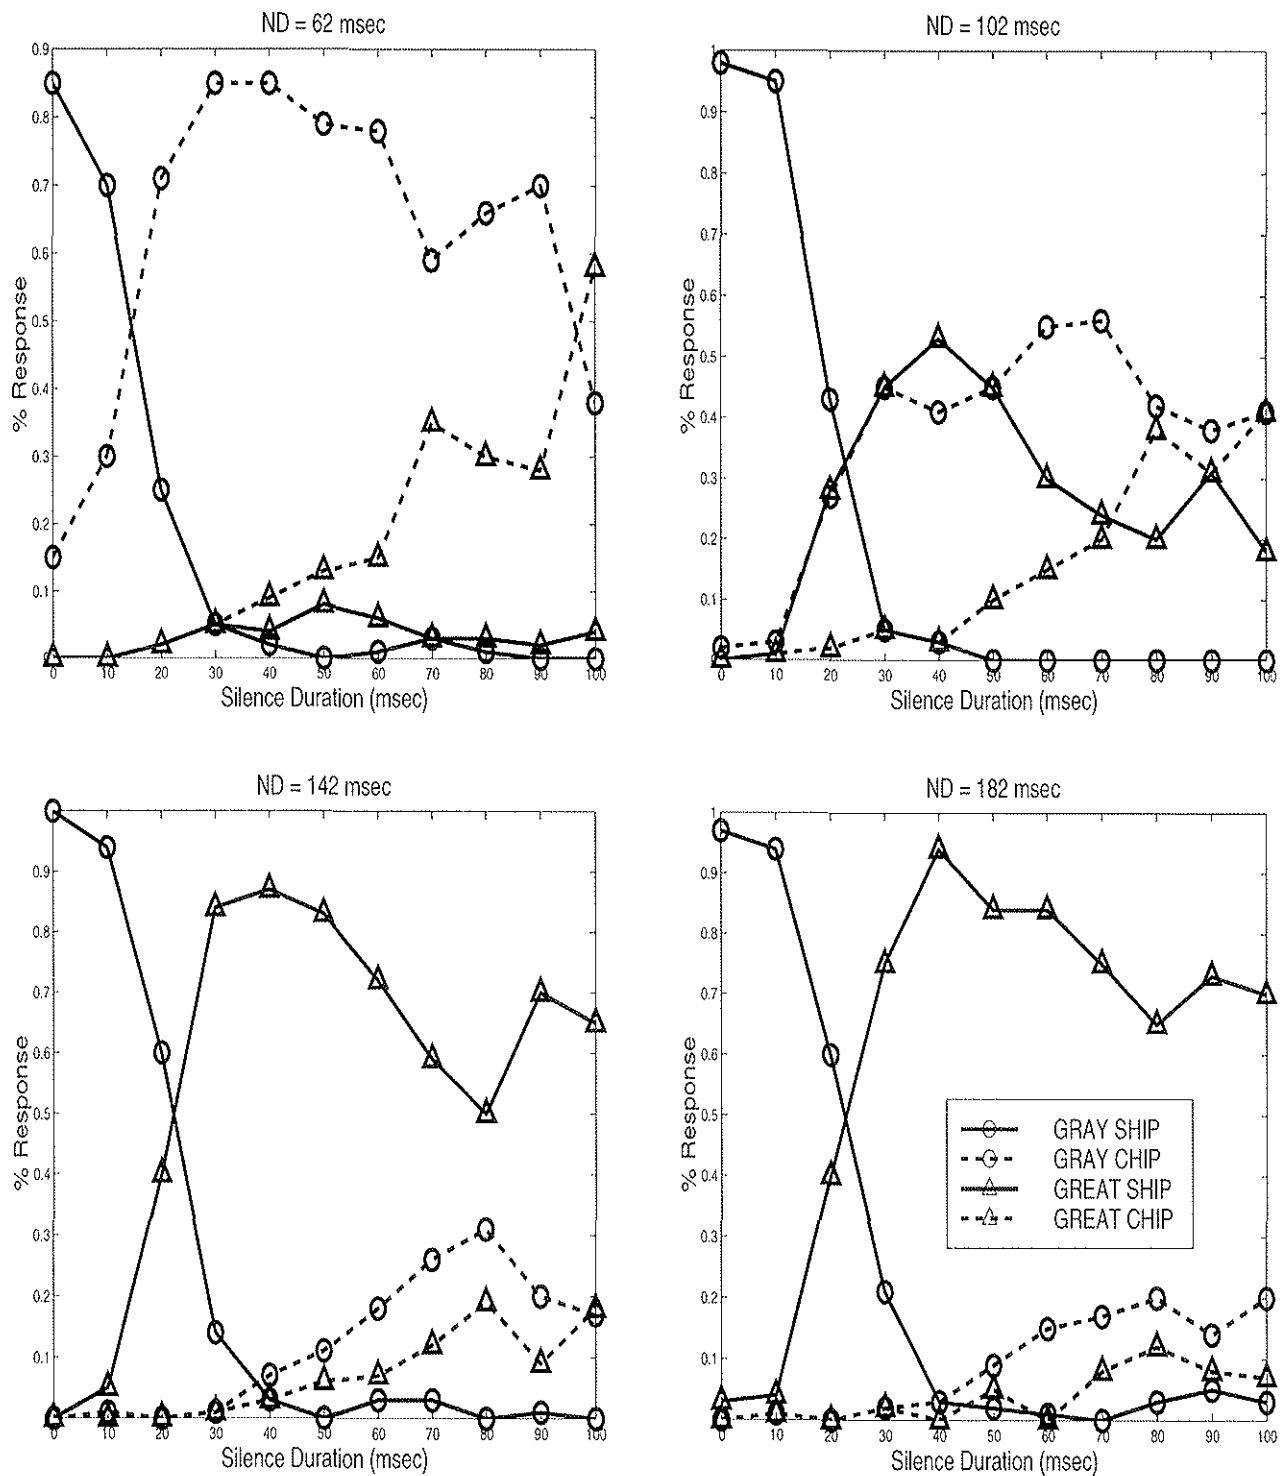 ND = 62 msec
0.9
0.8
0.7
0.6
0.5
0.4
0.3
0.2
0.1
% Response
0 10 20 30 40 50 60 70 80 90 100
Silence Duration (msec)
ND = 102 msec
1
0.9
0.8
0.7
0.6
0.5
0.4
0.3
0.2
0.1
% Response
0 10 20 30 40 50 60 70 80 90 100
Silence Duration (msec)
ND = 142 msec
0.9
0.8
0.7
0.6
0.5
0.4
0.3
0.2
0.1
% Response
0 10 20 30 40 50 60 70 80 90 100
Silence Duration (msec)
ND = 182 msec
1
0.9
0.8
0.7
0.6
0.5
0.4
0.3
0.2
0.1
% Response
0 10 20 30 40 50 60 70 80 90 100
Silence Duration (msec)
GRAY SHIP
GRAY CHIP
GREAT SHIP
GREAT CHIP